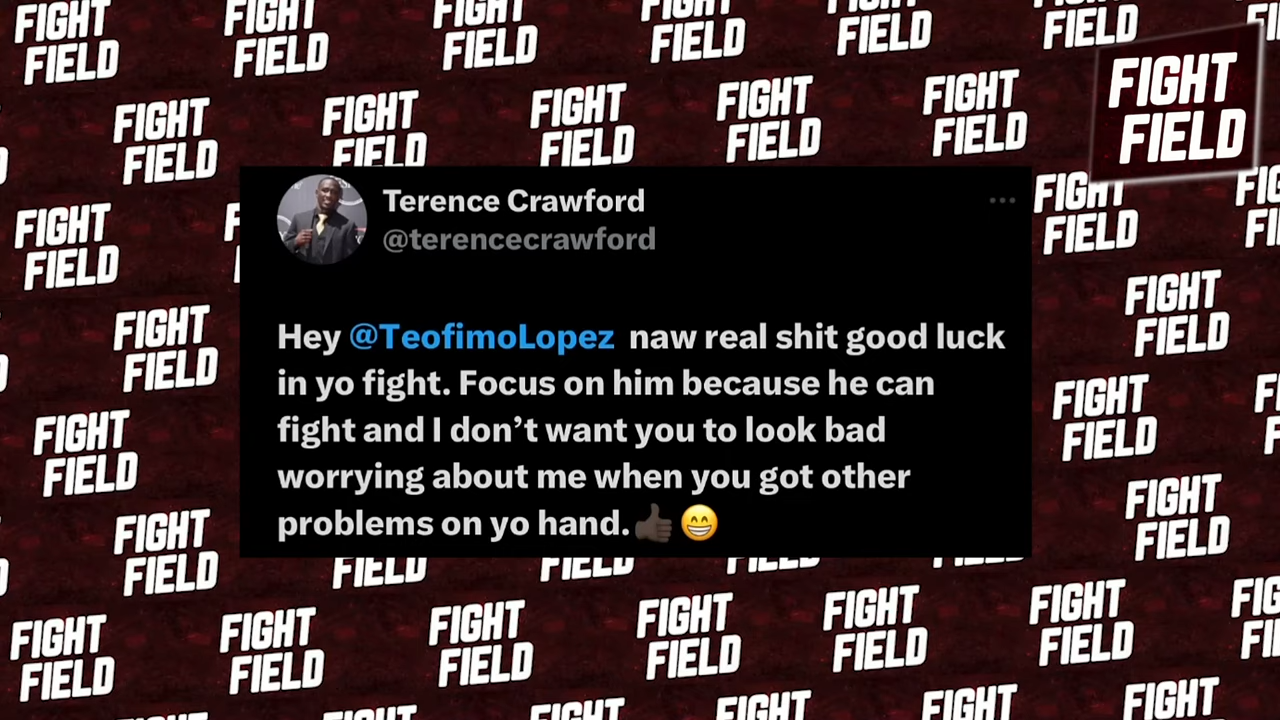 FIGHT
FIELD
Terence Crawford
@terencecrawford
Hey @TeofimoLopez naw real shit good luck
in yo fight. Focus on him because he can
fight and I don’t want you to look bad
worrying about me when you got other
problems on yo hand.👍🏿😁